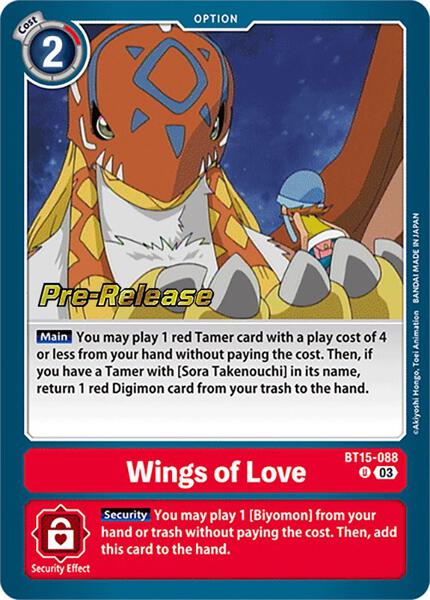 OPTION
Cost
2
Pre-Release
Main You may play 1 red Tamer card with a play cost of 4
or less from your hand without paying the cost. Then, if
you have a Tamer with [Sora Takenouchi] in its name,
return 1 red Digimon card from your trash to the hand.
©Akiyoshi Hongo, Toei Animation BANDAI MADE IN JAPAN
BT15-088
Wings of Love
U 03
Security You may play 1 [Biyomon] from your
hand or trash without paying the cost. Then, add
this card to the hand.
Security Effect